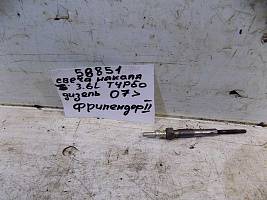 58851
свеча накала
3.6L ТУРБО
дизель 07>
Фрилендер II